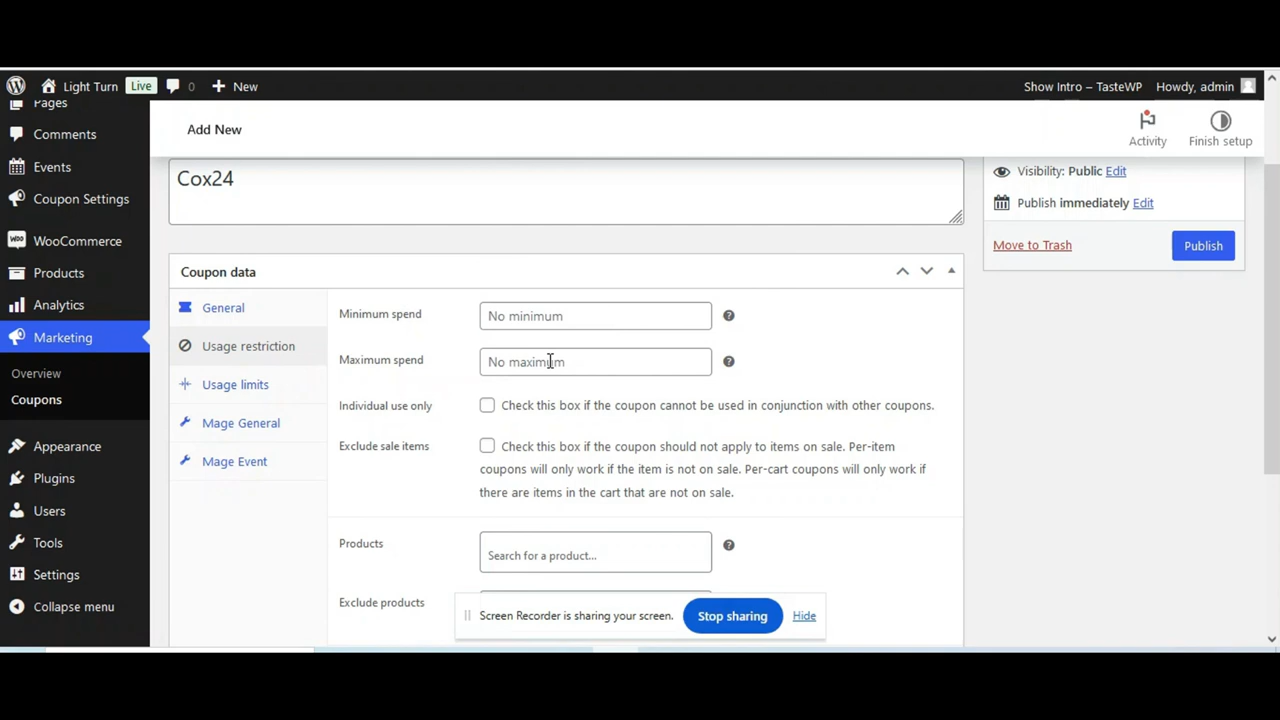 Light Turn Live 0 New Show Intro – TasteWP Howdy, admin
Pages
Comments
Events
Coupon Settings
WooCommerce
Products
Analytics
Marketing
Overview
Coupons
Appearance
Plugins
Users
Tools
Settings
Collapse menu
Add New
Activity
Finish setup
Cox24
Visibility: Public Edit
Publish immediately Edit
Move to Trash
Publish
Coupon data
General
Usage restriction
Usage limits
Mage General
Mage Event
Minimum spend
No minimum
Maximum spend
No maximum
Individual use only
Check this box if the coupon cannot be used in conjunction with other coupons.
Exclude sale items
Check this box if the coupon should not apply to items on sale. Per-item
coupons will only work if the item is not on sale. Per-cart coupons will only work if
there are items in the cart that are not on sale.
Products
Search for a product...
Exclude products
Screen Recorder is sharing your screen.
Stop sharing
Hide